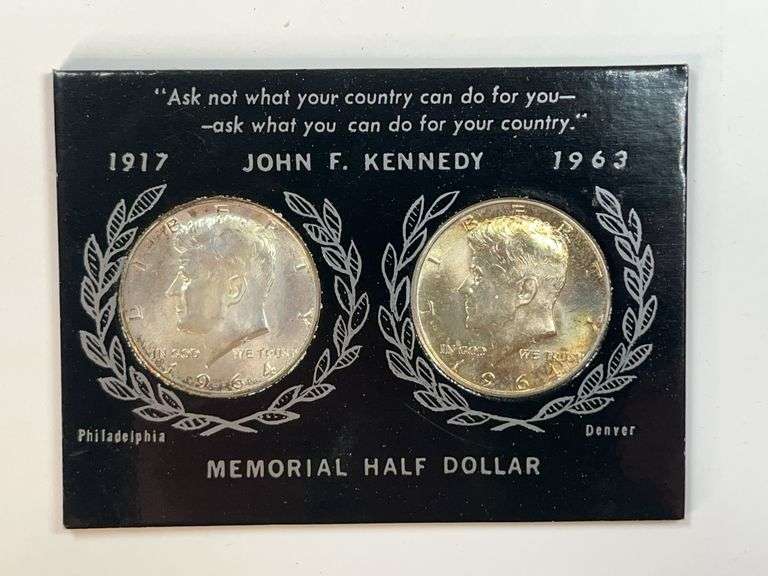 "Ask not what your country can do for you—
—ask what you can do for your country."
1917 JOHN F. KENNEDY 1963
LIBERTY LIBERTY
IN GOD WE TRUST IN GOD WE TRUST
1964 1964
Philadelphia Denver
MEMORIAL HALF DOLLAR